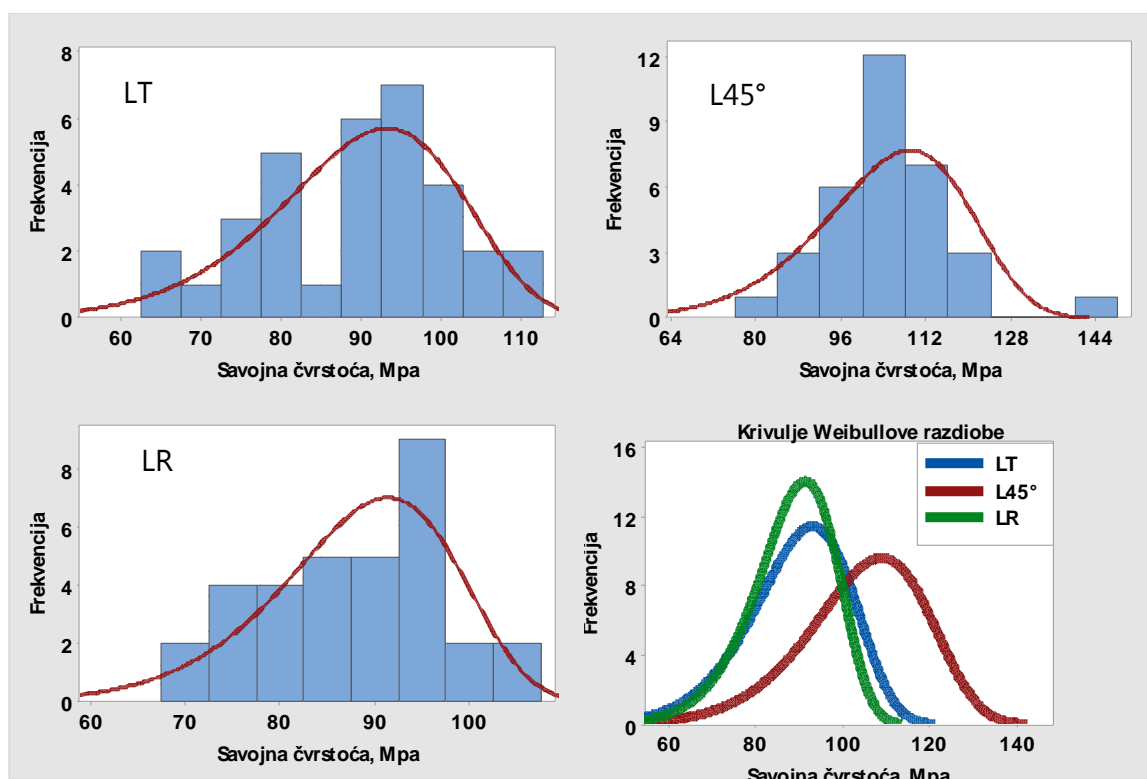 8
6
4
2
0
LT
Frekvencija
60 70 80 90 100 110
Savojna čvrstoća, Mpa
12
9
6
3
0
L45°
Frekvencija
64 80 96 112 128 144
Savojna čvrstoća, Mpa
8
6
4
2
0
LR
Frekvencija
60 70 80 90 100
Savojna čvrstoća, Mpa
Krivulje Weibullove razdiobe
16
12
8
4
0
LT
L45°
LR
Frekvencija
60 80 100 120 140
Savojna čvrstoća, Mpa